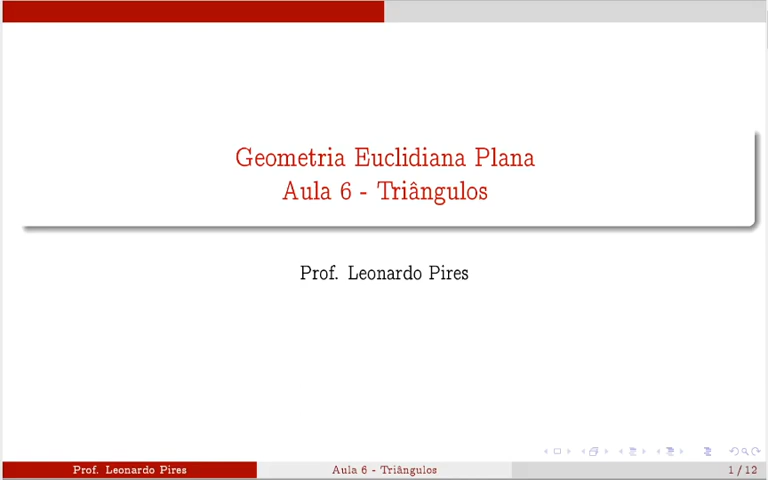 Geometria Euclidiana Plana
Aula 6 - Triângulos
Prof. Leonardo Pires
Prof. Leonardo Pires
Aula 6 - Triângulos
1 / 12